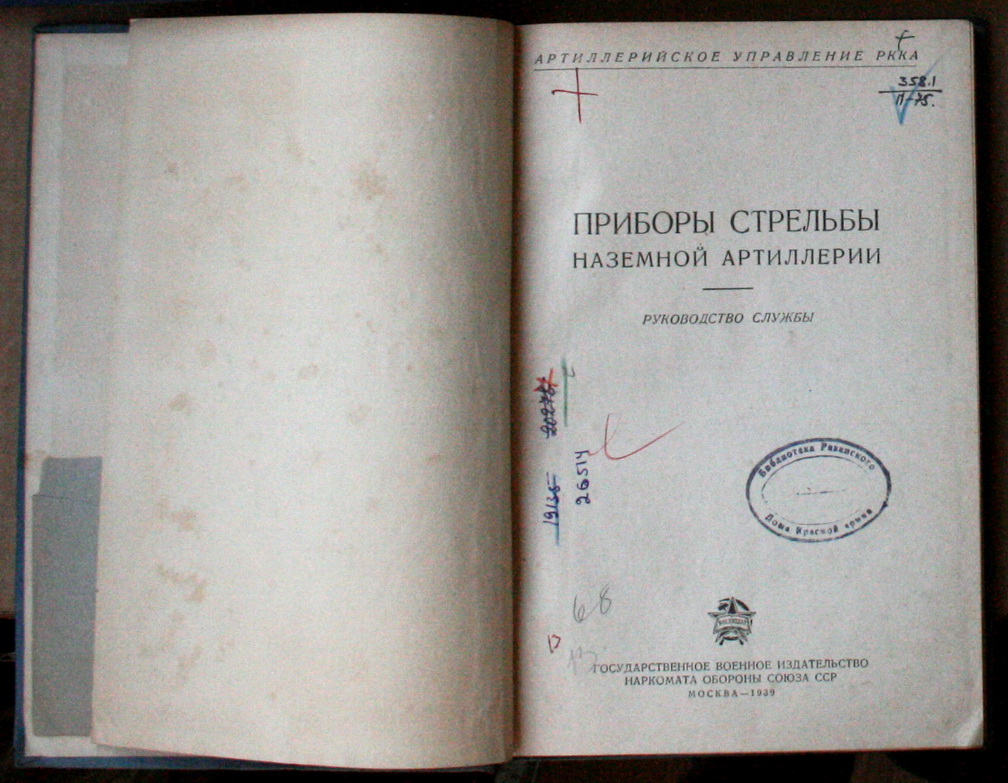 АРТИЛЛЕРИЙСКОЕ УПРАВЛЕНИЕ РККА
358.1
П-75.
ПРИБОРЫ СТРЕЛЬБЫ
НАЗЕМНОЙ АРТИЛЛЕРИИ
РУКОВОДСТВО СЛУЖБЫ
26514
Библиотека Рязанского
Дома Красной армии
68
ГОСУДАРСТВЕННОЕ ВОЕННОЕ ИЗДАТЕЛЬСТВО
НАРКОМАТА ОБОРОНЫ СОЮЗА ССР
МОСКВА—1939